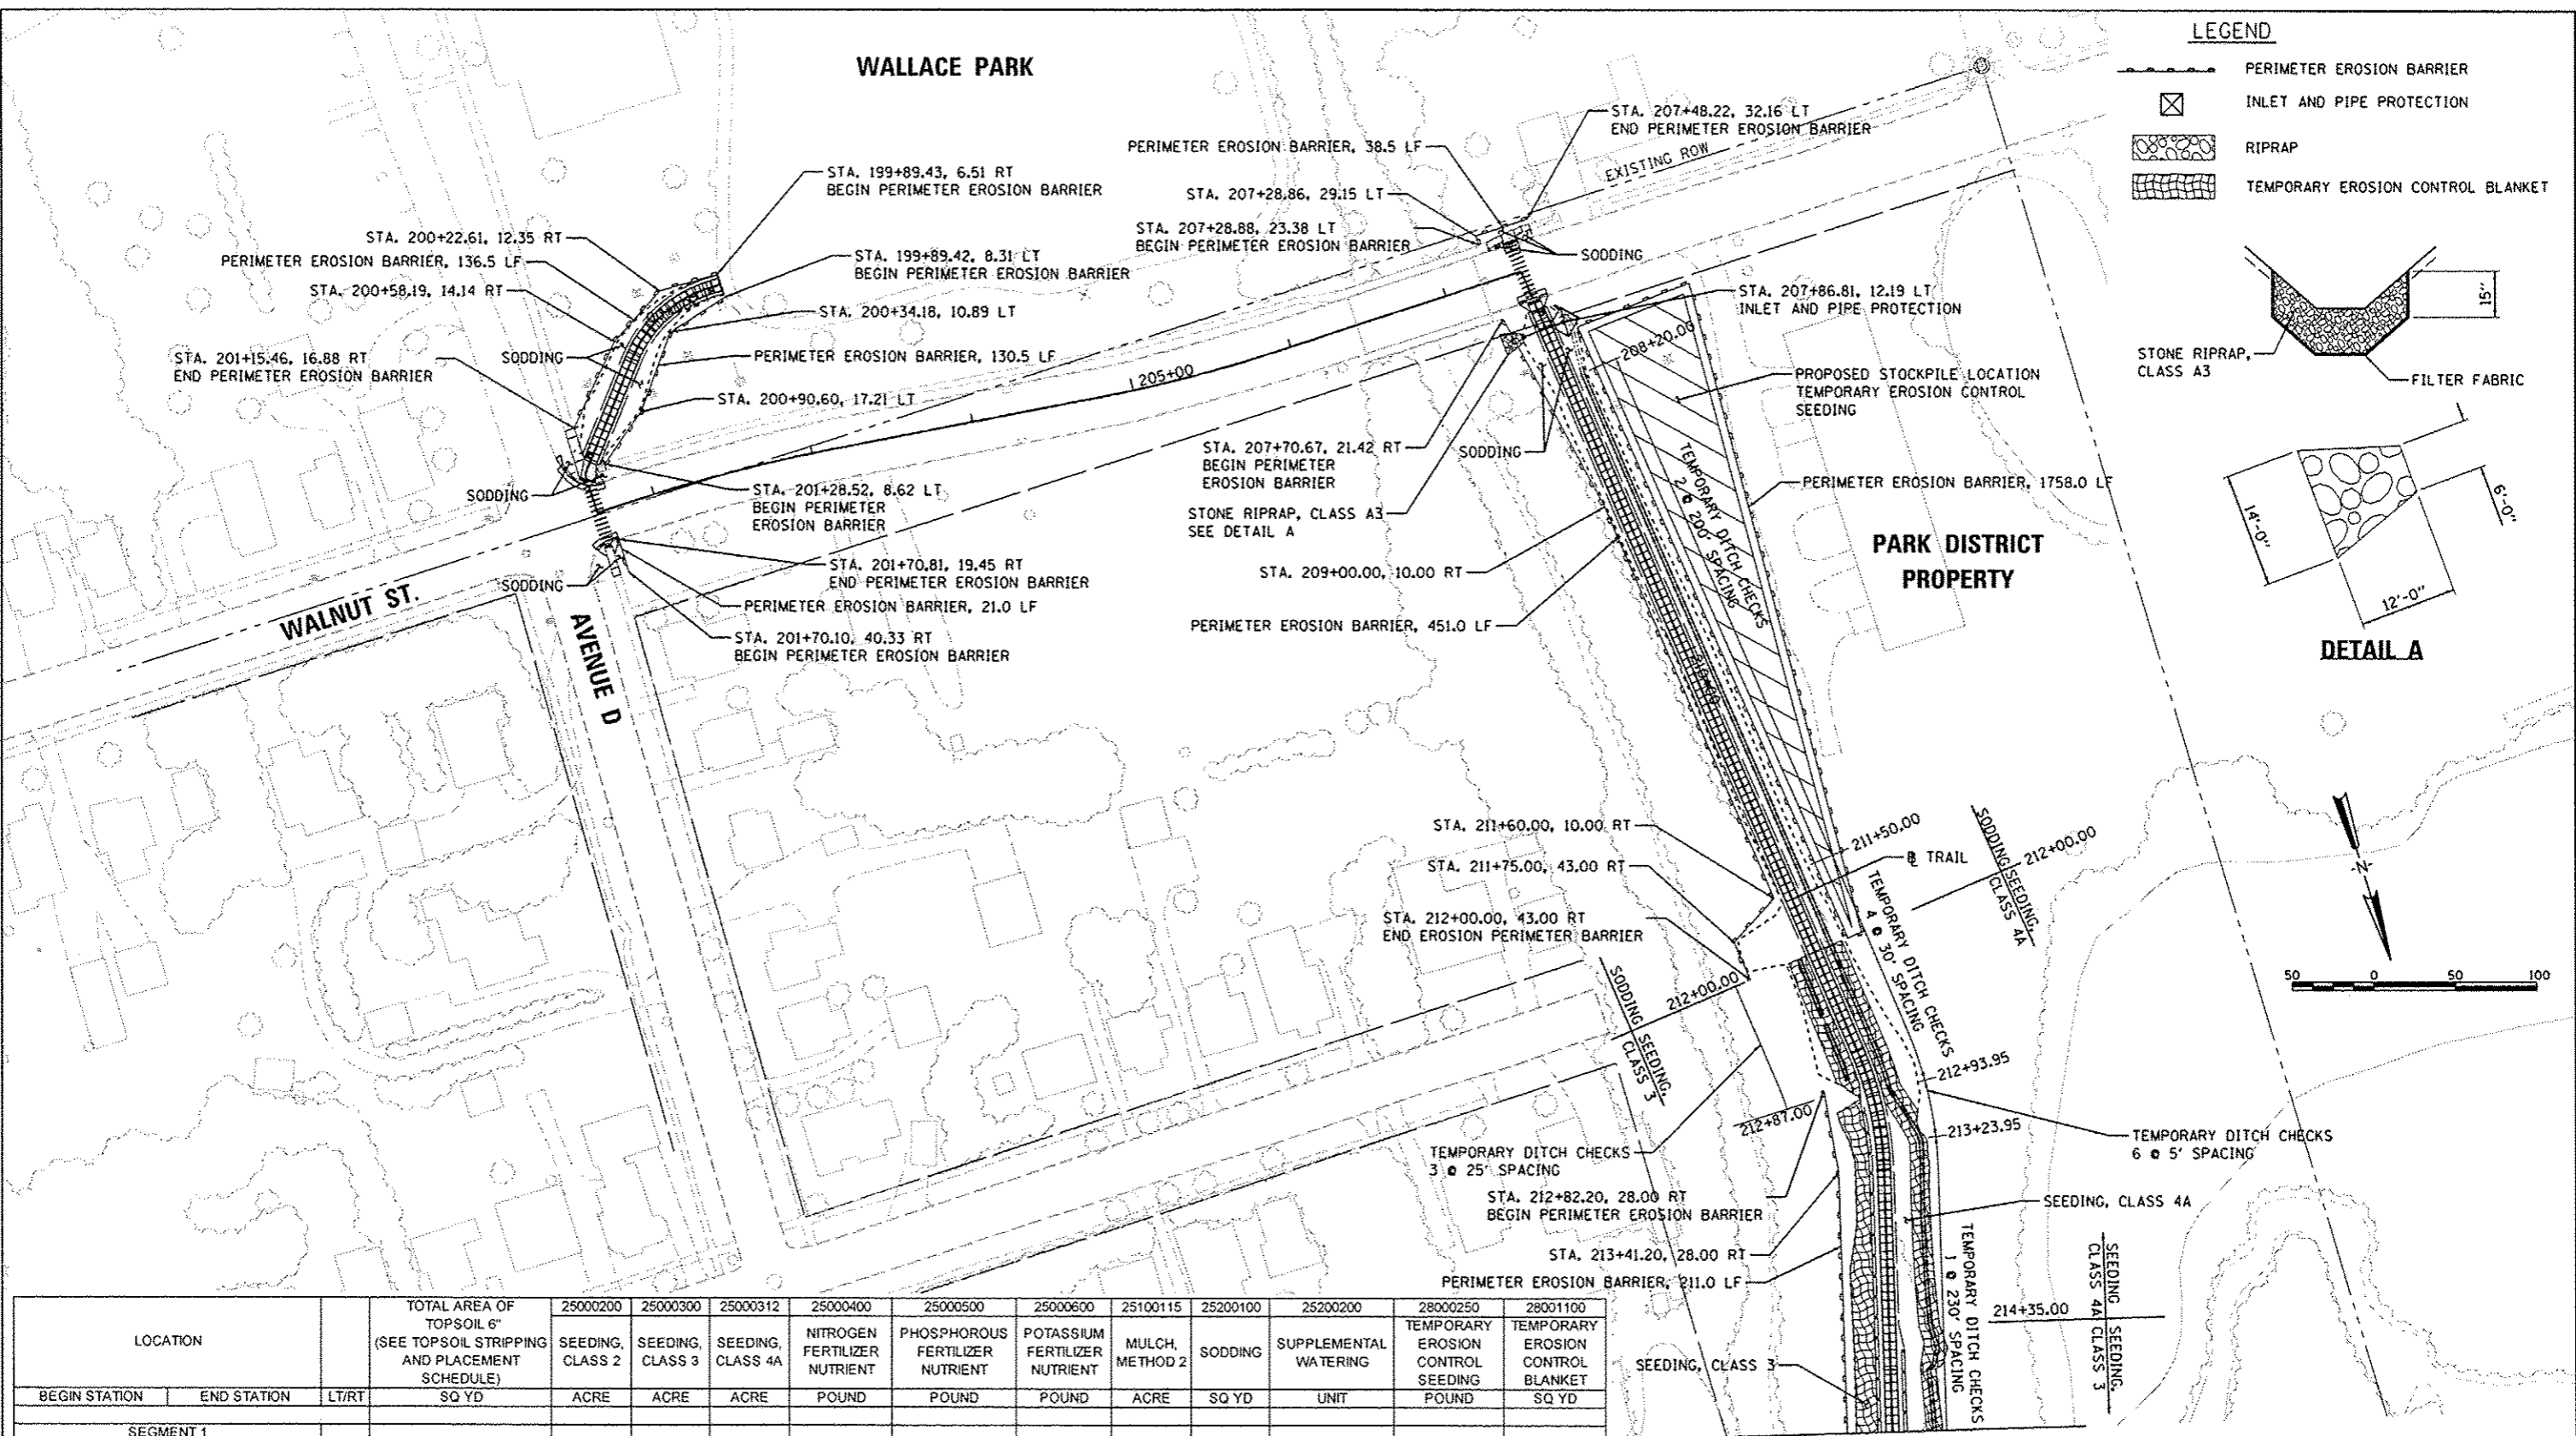 WALLACE PARK
LEGEND
PERIMETER EROSION BARRIER
INLET AND PIPE PROTECTION
RIPRAP
TEMPORARY EROSION CONTROL BLANKET
STA. 207+48.22, 32.16 LT
END PERIMETER EROSION BARRIER
PERIMETER EROSION BARRIER, 38.5 LF
EXISTING ROW
STA. 207+28.86, 29.15 LT
STA. 207+28.88, 23.38 LT
BEGIN PERIMETER EROSION BARRIER
SODDING
STA. 199+89.43, 6.51 RT
BEGIN PERIMETER EROSION BARRIER
STA. 200+22.61, 12.35 RT
PERIMETER EROSION BARRIER, 136.5 LF
STA. 200+58.19, 14.14 RT
STA. 199+89.42, 8.31 LT
BEGIN PERIMETER EROSION BARRIER
STA. 200+34.18, 10.89 LT
SODDING
PERIMETER EROSION BARRIER, 130.5 LF
STA. 201+15.46, 16.88 RT
END PERIMETER EROSION BARRIER
STA. 200+90.60, 17.21 LT
205+00
STA. 207+86.81, 12.19 LT
INLET AND PIPE PROTECTION
208+20.00
PROPOSED STOCKPILE LOCATION
TEMPORARY EROSION CONTROL
SEEDING
15"
STONE RIPRAP,
CLASS A3
FILTER FABRIC
14'-0"
6'-0"
12'-0"
DETAIL A
SODDING
STA. 201+28.52, 8.62 LT
BEGIN PERIMETER
EROSION BARRIER
STA. 201+70.81, 19.45 RT
END PERIMETER EROSION BARRIER
SODDING
PERIMETER EROSION BARRIER, 21.0 LF
STA. 201+70.10, 40.33 RT
BEGIN PERIMETER EROSION BARRIER
WALNUT ST.
AVENUE D
STA. 207+70.67, 21.42 RT
BEGIN PERIMETER
EROSION BARRIER
SODDING
STONE RIPRAP, CLASS A3
SEE DETAIL A
TEMPORARY DITCH CHECKS
2 @ 200' SPACING
PERIMETER EROSION BARRIER, 1758.0 LF
PARK DISTRICT
PROPERTY
STA. 209+00.00, 10.00 RT
PERIMETER EROSION BARRIER, 451.0 LF
210+00
STA. 211+60.00, 10.00 RT
STA. 211+75.00, 43.00 RT
STA. 212+00.00, 43.00 RT
END EROSION PERIMETER BARRIER
211+50.00
TRAIL
SODDING
SEEDING,
CLASS 4A
212+00.00
TEMPORARY DITCH CHECKS
4 @ 30' SPACING
N
50 0 50 100
SODDING
SEEDING,
CLASS 3
212+00.00
212+87.00
212+93.95
213+23.95
TEMPORARY DITCH CHECKS
3 @ 25' SPACING
TEMPORARY DITCH CHECKS
6 @ 5' SPACING
STA. 212+82.20, 28.00 RT
BEGIN PERIMETER EROSION BARRIER
SEEDING, CLASS 4A
STA. 213+41.20, 28.00 RT
PERIMETER EROSION BARRIER, 211.0 LF
TEMPORARY DITCH CHECKS
1 @ 230' SPACING
SEEDING
CLASS 4A
SEEDING,
CLASS 3
214+35.00
SEEDING, CLASS 3
LOCATION TOTAL AREA OF TOPSOIL 6" (SEE TOPSOIL STRIPPING AND PLACEMENT SCHEDULE) 25000200 25000300 25000312 25000400 25000500 25000600 25100115 25200100 25200200 28000250 28001100
SEEDING, CLASS 2 SEEDING, CLASS 3 SEEDING, CLASS 4A NITROGEN FERTILIZER NUTRIENT PHOSPHOROUS FERTILIZER NUTRIENT POTASSIUM FERTILIZER NUTRIENT MULCH, METHOD 2 SODDING SUPPLEMENTAL WATERING TEMPORARY EROSION CONTROL SEEDING TEMPORARY EROSION CONTROL BLANKET
BEGIN STATION END STATION LT/RT SQ YD ACRE ACRE ACRE POUND POUND POUND ACRE SQ YD UNIT POUND SQ YD
SEGMENT 1